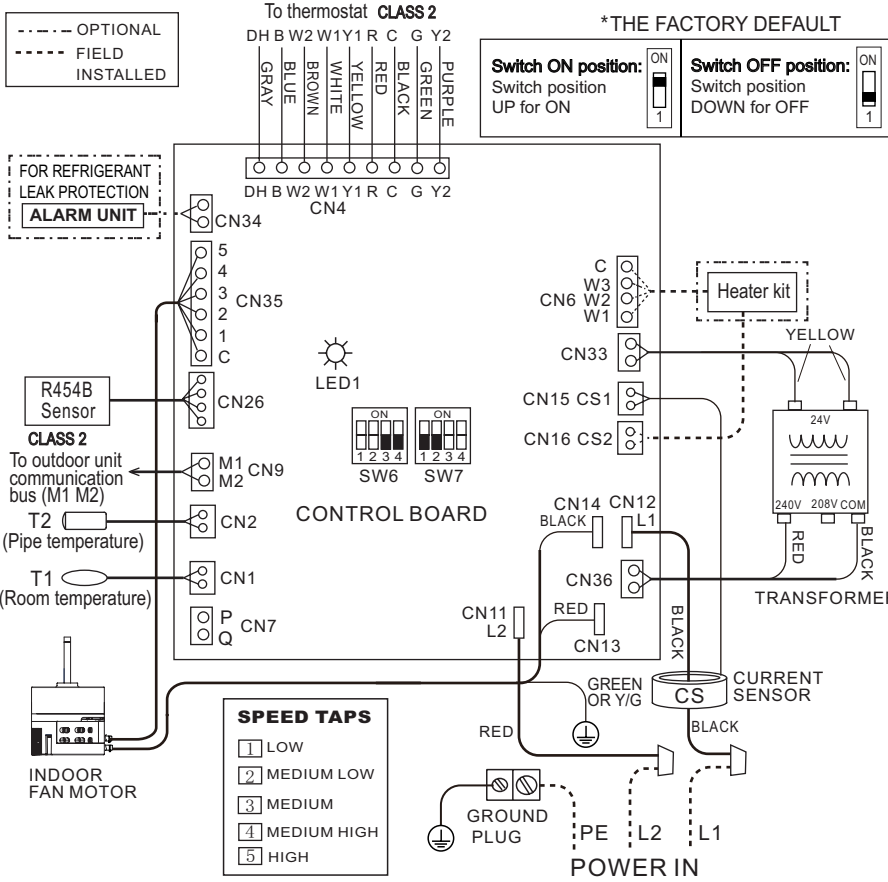 OPTIONAL
FIELD
INSTALLED
To thermostat CLASS 2
DH B W2 W1 Y1 R C G Y2
GRAY
BLUE
BROWN
WHITE
YELLOW
RED
BLACK
GREEN
PURPLE
*THE FACTORY DEFAULT
Switch ON position:
Switch position
UP for ON
ON
1
Switch OFF position:
Switch position
DOWN for OFF
ON
1
DH B W2 W1 Y1 R C G Y2
CN4
FOR REFRIGERANT
LEAK PROTECTION
ALARM UNIT
CN34
5
4
3
2
1
C
CN35
C
W3
CN6 W2
W1
Heater kit
LED1
CN33
YELLOW
R454B
Sensor
CN26
CLASS 2
CN15 CS1
CN16 CS2
24V
240V 208V COM
ON
1 2 3 4
SW6
ON
1 2 3 4
SW7
To outdoor unit
communication
bus (M1 M2)
M1
M2
CN9
T2
(Pipe temperature)
CN2
CONTROL BOARD
CN14
BLACK
CN12
L1
RED
BLACK
T1
(Room temperature)
CN1
CN36
TRANSFORMER
P
Q
CN7
CN11
L2
RED
CN13
BLACK
GREEN
OR Y/G
CS
CURRENT
SENSOR
BLACK
RED
INDOOR
FAN MOTOR
SPEED TAPS
1 LOW
2 MEDIUM LOW
3 MEDIUM
4 MEDIUM HIGH
5 HIGH
GROUND
PLUG
PE
L2
L1
POWER IN